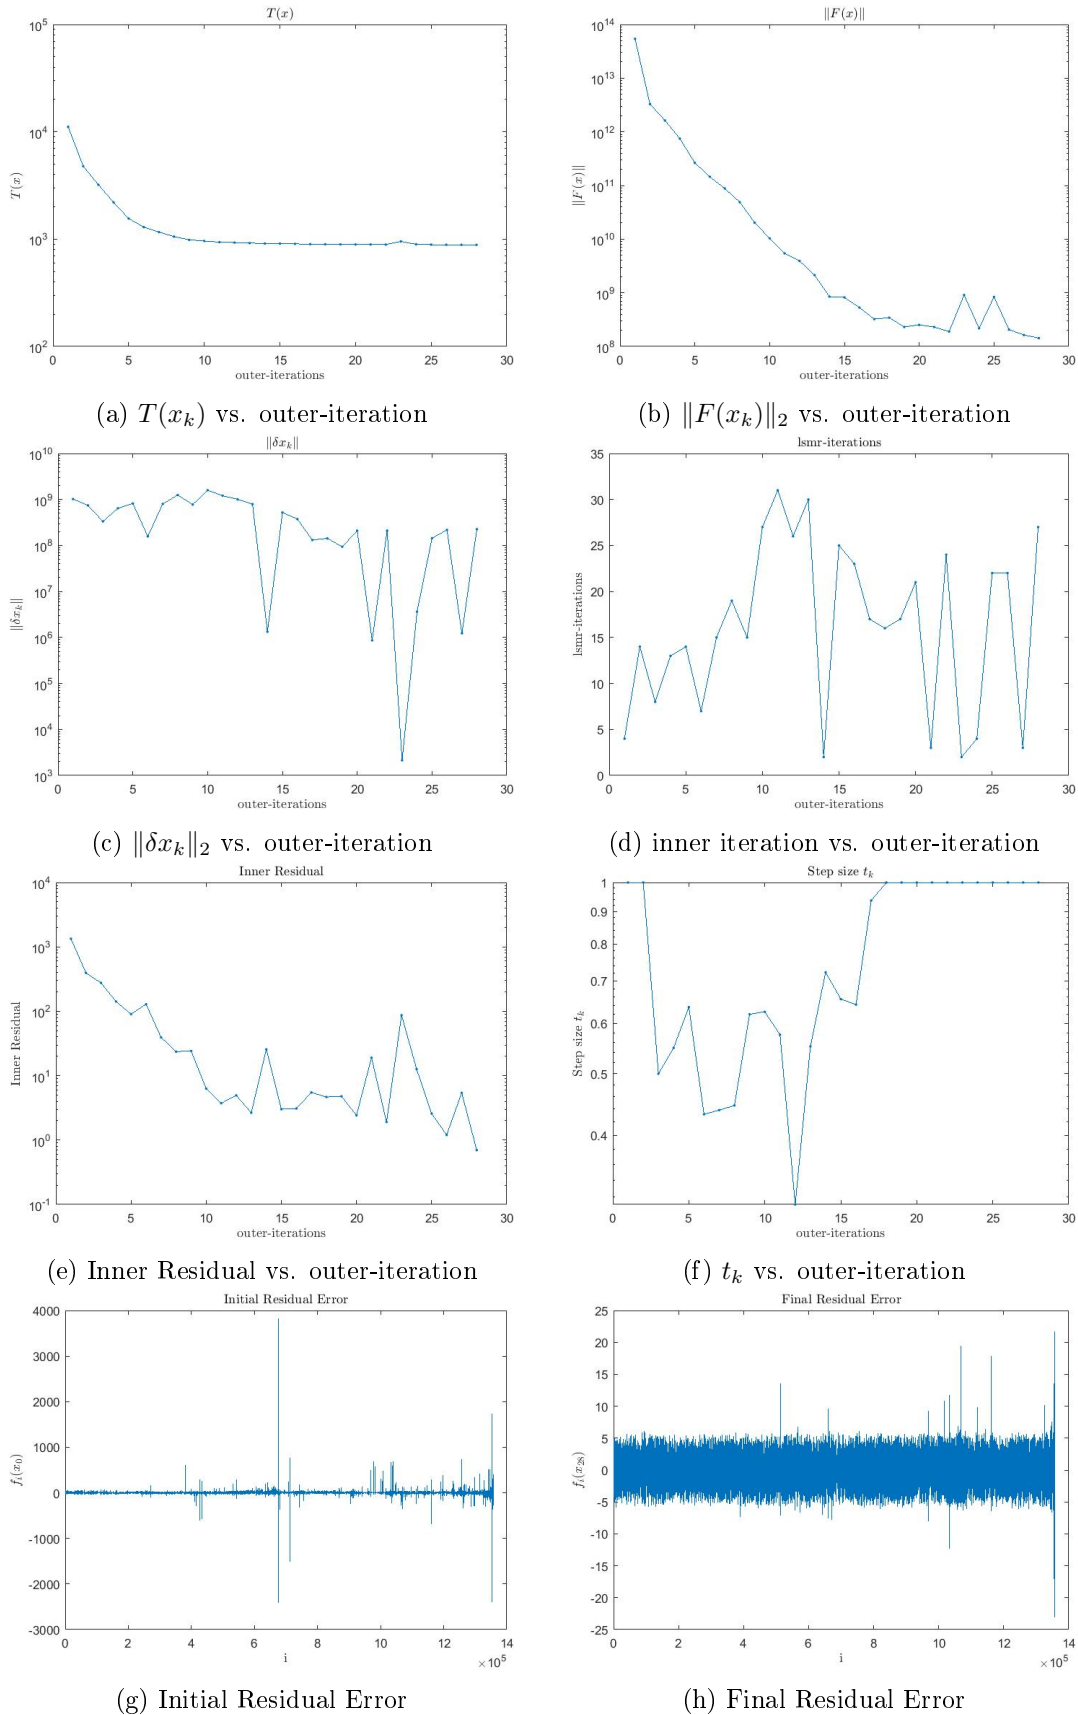 T(x)
10^5
10^4
10^3
10^2
T(x)
0 5 10 15 20 25 30
outer-iterations
(a) T(x_k) vs. outer-iteration
‖F(x)‖
10^14
10^13
10^12
10^11
10^10
10^9
10^8
‖F(x)‖
0 5 10 15 20 25 30
outer-iterations
(b) ‖F(x_k)‖_2 vs. outer-iteration
‖δx_k‖
10^10
10^9
10^8
10^7
10^6
10^5
10^4
10^3
‖δx_k‖
0 5 10 15 20 25 30
outer-iterations
(c) ‖δx_k‖_2 vs. outer-iteration
lsmr-iterations
35
30
25
20
15
10
5
0
lsmr-iterations
0 5 10 15 20 25 30
outer-iterations
(d) inner iteration vs. outer-iteration
Inner Residual
10^4
10^3
10^2
10^1
10^0
10^-1
Inner Residual
0 5 10 15 20 25 30
outer-iterations
(e) Inner Residual vs. outer-iteration
Step size t_k
1
0.9
0.8
0.7
0.6
0.5
0.4
Step size t_k
0 5 10 15 20 25 30
outer-iterations
(f) t_k vs. outer-iteration
Initial Residual Error
4000
3000
2000
1000
0
-1000
-2000
-3000
f_i(x_0)
0 2 4 6 8 10 12 14
i
×10^5
(g) Initial Residual Error
Final Residual Error
25
20
15
10
5
0
-5
-10
-15
-20
-25
f_i(x_28)
0 2 4 6 8 10 12 14
i
×10^5
(h) Final Residual Error